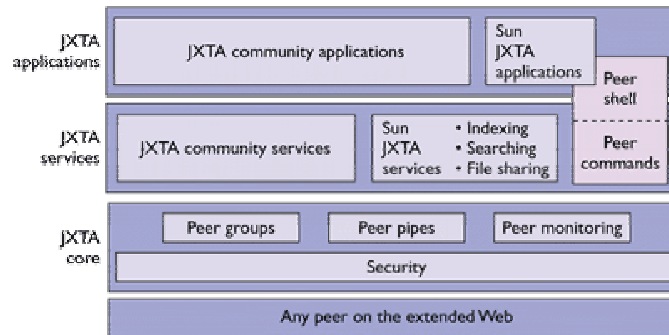 JXTA
applications
JXTA community applications
Sun
JXTA
applications
Peer
shell
JXTA
services
JXTA community services
Sun
JXTA
services
• Indexing
• Searching
• File sharing
Peer
commands
JXTA
core
Peer groups
Peer pipes
Peer monitoring
Security
Any peer on the extended Web